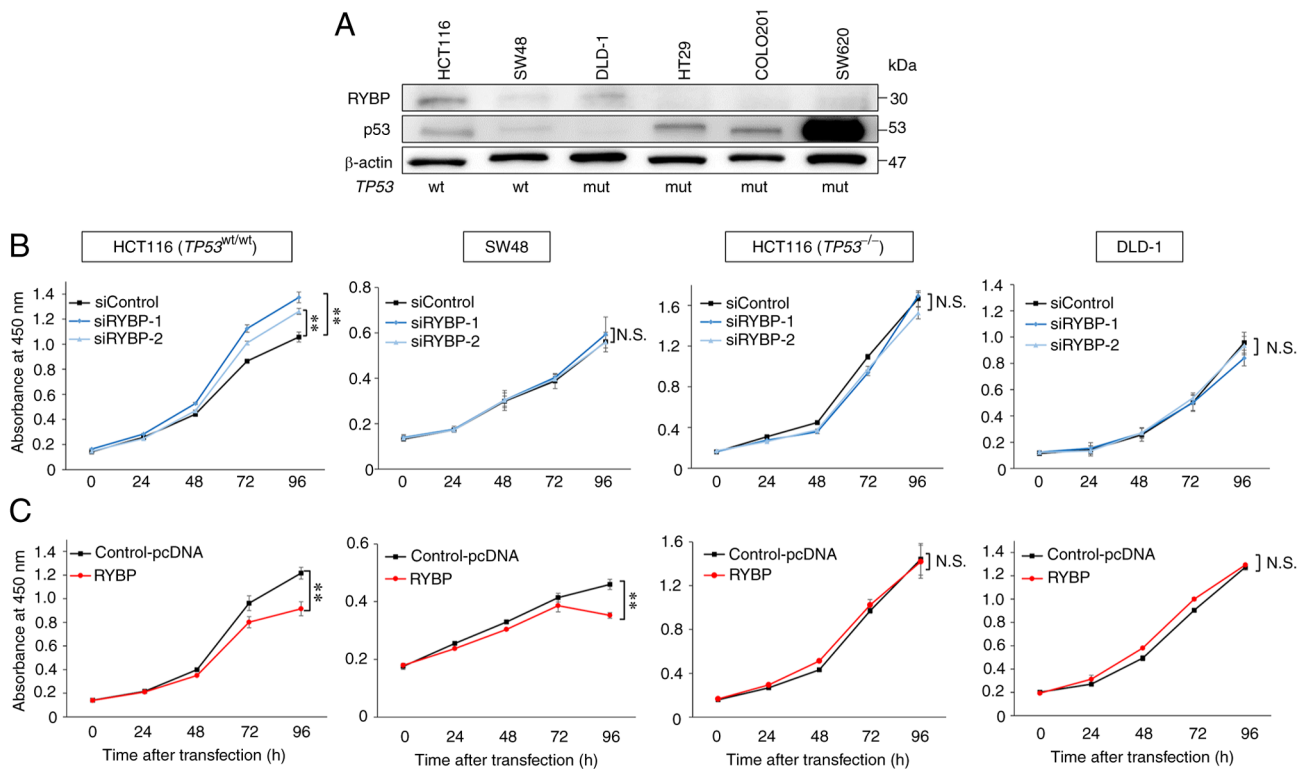 A
HCT116
SW48
DLD-1
HT29
COLO201
SW620
kDa
RYBP
30
p53
53
β-actin
47
TP53 wt wt mut mut mut mut
B
HCT116 (TP53wt/wt)
SW48
HCT116 (TP53−/−)
DLD-1
Absorbance at 450 nm
1.4
1.2
1.0
0.8
0.6
0.4
0.2
0
siControl
siRYBP-1
siRYBP-2
**
**
0 24 48 72 96
0.8
0.6
0.4
0.2
0
siControl
siRYBP-1
siRYBP-2
N.S.
0 24 48 72 96
1.6
1.2
0.8
0.4
0
siControl
siRYBP-1
siRYBP-2
N.S.
0 24 48 72 96
1.4
1.2
1.0
0.8
0.6
0.4
0.2
0
siControl
siRYBP-1
siRYBP-2
N.S.
0 24 48 72 96
C
Absorbance at 450 nm
1.4
1.2
1.0
0.8
0.6
0.4
0.2
0
Control-pcDNA
RYBP
**
0 24 48 72 96
Time after transfection (h)
0.6
0.4
0.2
0
Control-pcDNA
RYBP
**
0 24 48 72 96
Time after transfection (h)
1.6
1.2
0.8
0.4
0
Control-pcDNA
RYBP
N.S.
0 24 48 72 96
Time after transfection (h)
1.4
1.2
1.0
0.8
0.6
0.4
0.2
0
Control-pcDNA
RYBP
N.S.
0 24 48 72 96
Time after transfection (h)